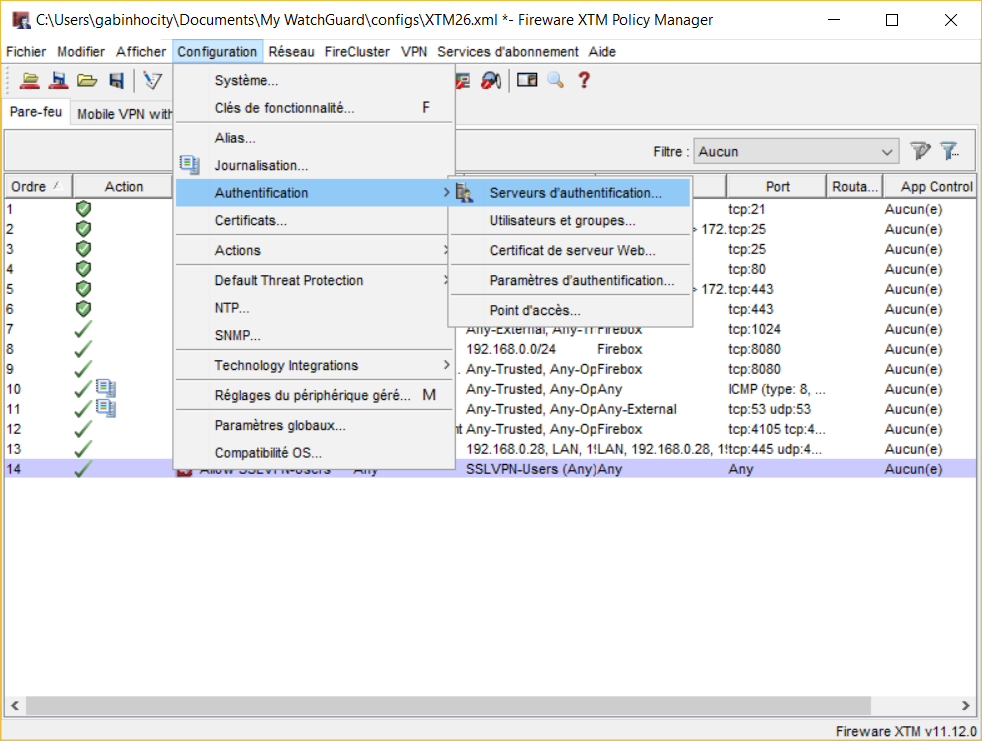 C:\Users\gabinhocity\Documents\My WatchGuard\configs\XTM26.xml *- Fireware XTM Policy Manager
Fichier Modifier Afficher Configuration Réseau FireCluster VPN Services d'abonnement Aide
Pare-feu Mobile VPN with
Système...
Clés de fonctionnalité... F
Alias...
Journalisation...
Authentification
Certificats...
Actions
Default Threat Protection
NTP...
SNMP...
Technology Integrations
Réglages du périphérique géré... M
Paramètres globaux...
Compatibilité OS...
Serveurs d'authentification...
Utilisateurs et groupes...
Certificat de serveur Web...
Paramètres d'authentification...
Point d'accès...
Filtre : Aucun
Ordre Action Port Routa... App Control
1 tcp:21 Aucun(e)
2 > 172. tcp:25 Aucun(e)
3 tcp:25 Aucun(e)
4 tcp:80 Aucun(e)
5 > 172. tcp:443 Aucun(e)
6 tcp:443 Aucun(e)
7 Any-External, Any-Tr Firebox tcp:1024 Aucun(e)
8 192.168.0.0/24 Firebox tcp:8080 Aucun(e)
9 . Any-Trusted, Any-Op Firebox tcp:8080 Aucun(e)
10 Any-Trusted, Any-Op Any ICMP (type: 8, ... Aucun(e)
11 Any-Trusted, Any-Op Any-External tcp:53 udp:53 Aucun(e)
12 nt Any-Trusted, Any-Op Firebox tcp:4105 tcp:4... Aucun(e)
13 192.168.0.28, LAN, 1! LAN, 192.168.0.28, 1! tcp:445 udp:4... Aucun(e)
14 Allow SSLVPN-Users Any SSLVPN-Users (Any) Any Any Aucun(e)
Fireware XTM v11.12.0